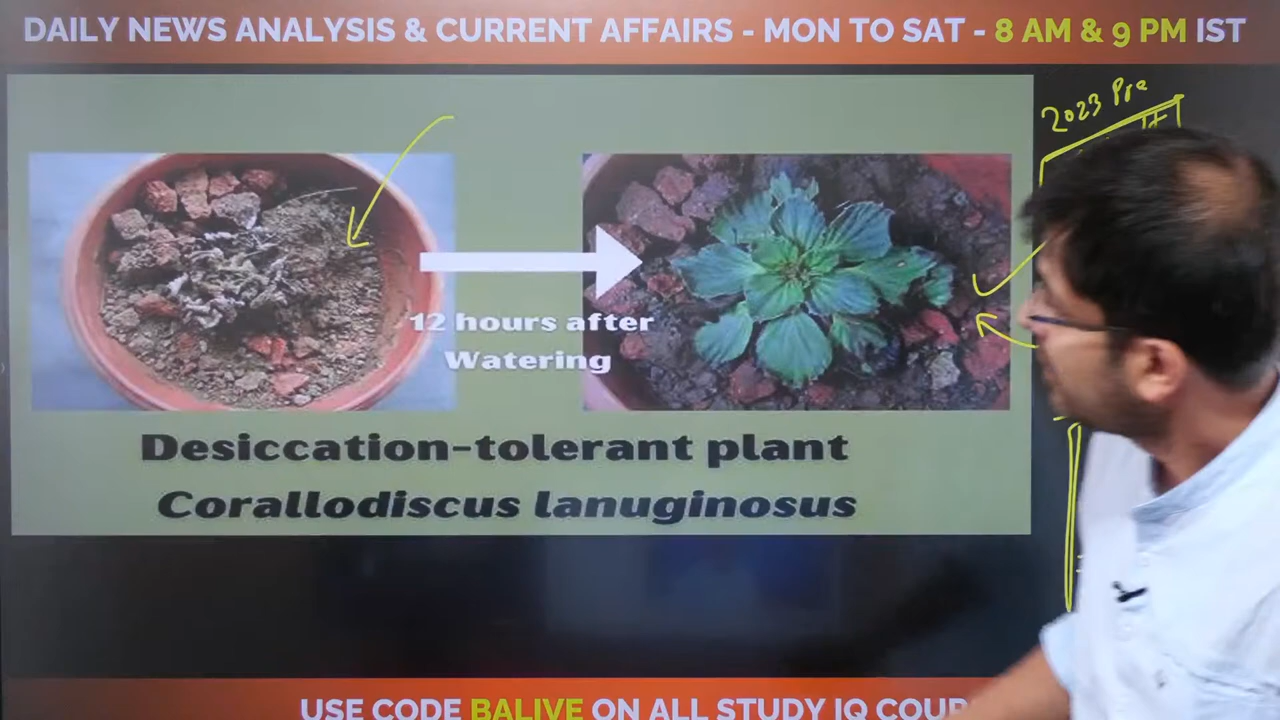 DAILY NEWS ANALYSIS & CURRENT AFFAIRS - MON TO SAT - 8 AM & 9 PM IST
2023 Pre
12 hours after
Watering
Desiccation-tolerant plant
Corallodiscus lanuginosus
USE CODE BALIVE ON ALL STUDY IQ